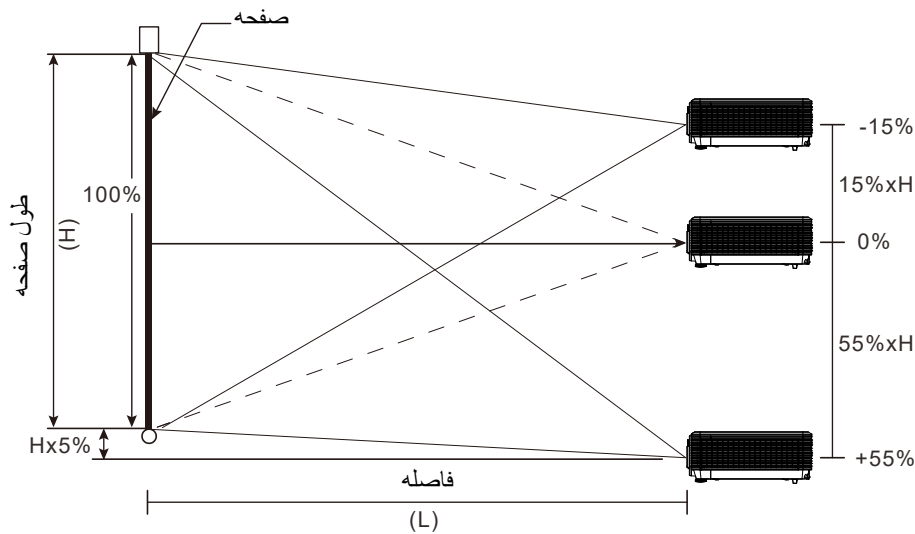 صفحه
-15%
15%xH
100%
طول صفحه
(H)
0%
55%xH
Hx5%
+55%
فاصله
(L)